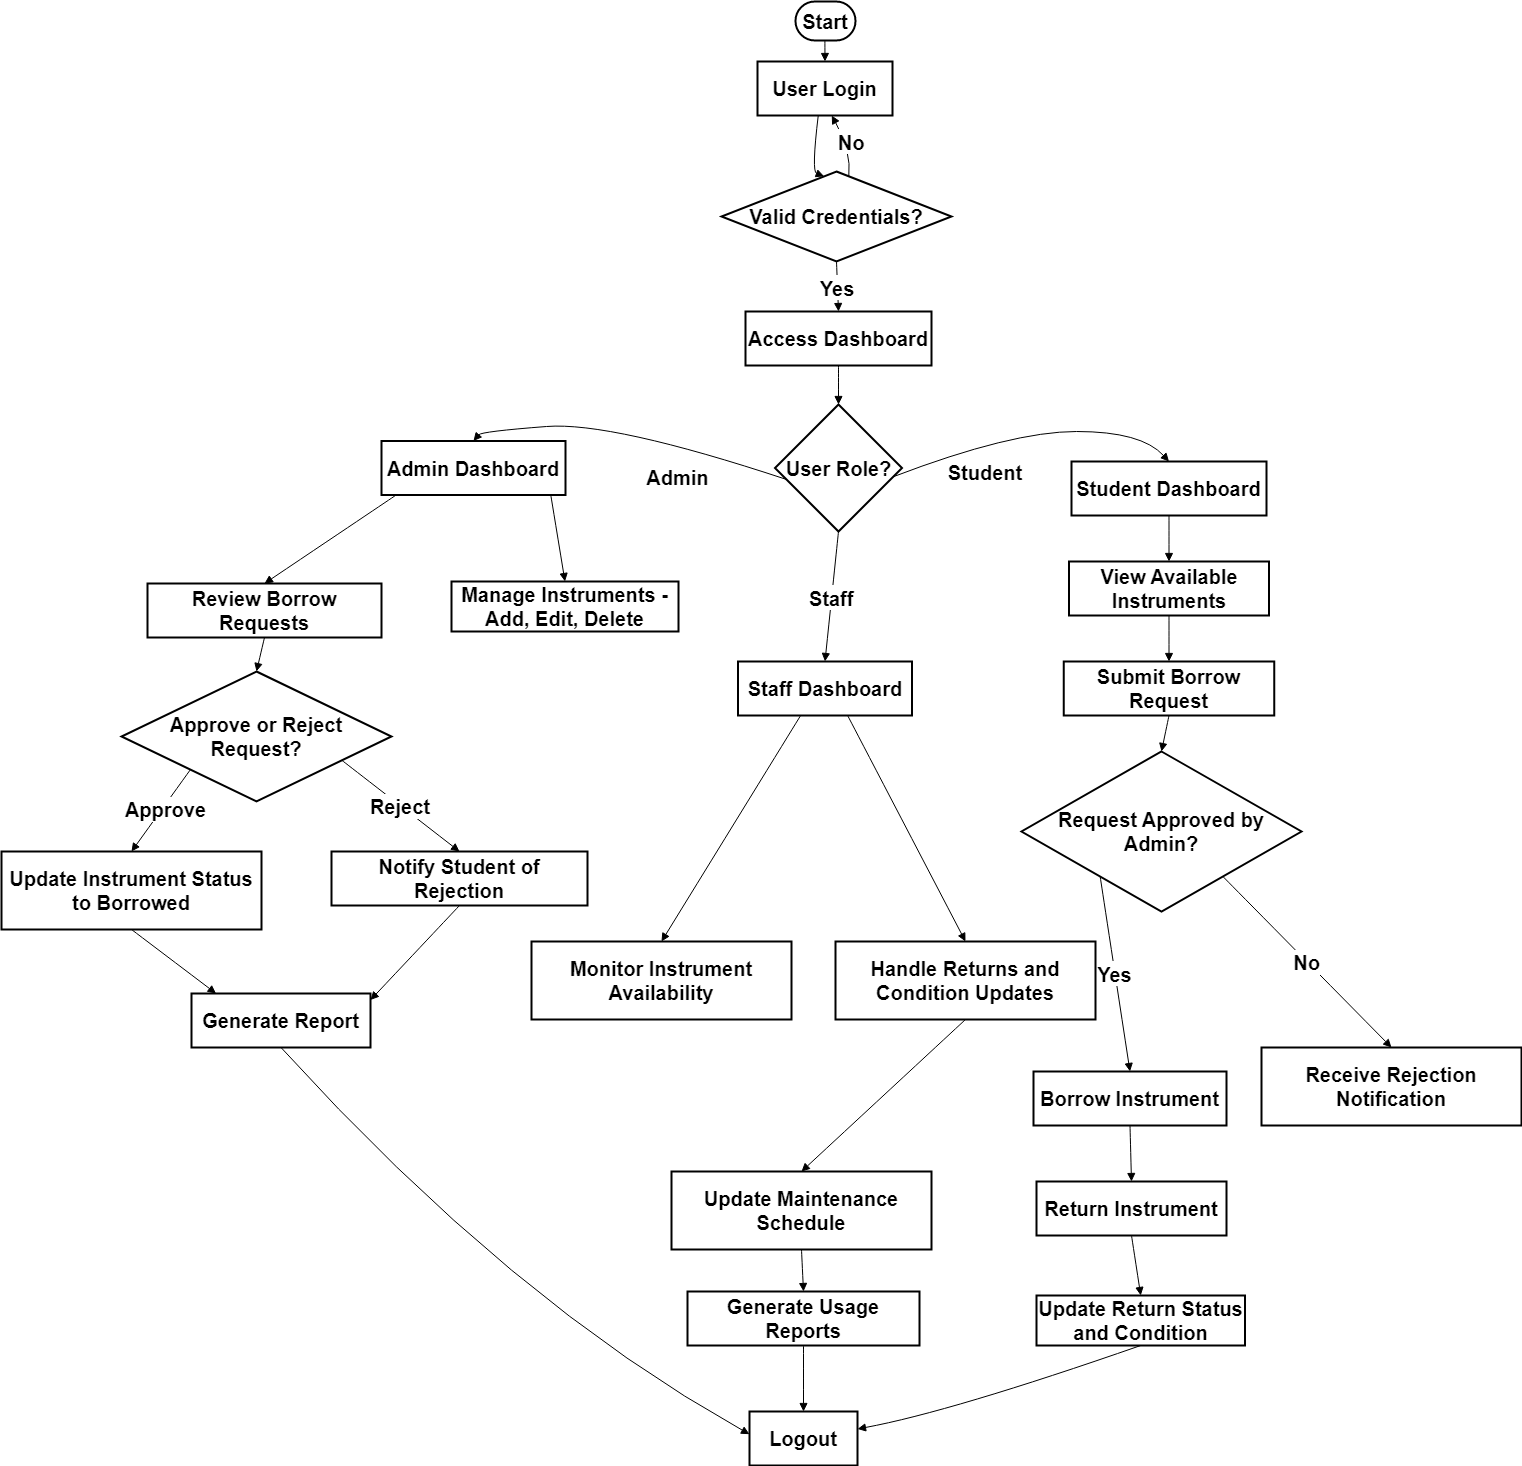 Start
User Login
No
Valid Credentials?
Yes
Access Dashboard
User Role?
Admin
Student
Staff
Admin Dashboard
Student Dashboard
Review Borrow
Requests
Manage Instruments -
Add, Edit, Delete
View Available
Instruments
Staff Dashboard
Submit Borrow
Request
Approve or Reject
Request?
Approve
Reject
Request Approved by
Admin?
Update Instrument Status
to Borrowed
Notify Student of
Rejection
Monitor Instrument
Availability
Handle Returns and
Condition Updates
Yes
No
Generate Report
Borrow Instrument
Receive Rejection
Notification
Update Maintenance
Schedule
Return Instrument
Generate Usage
Reports
Update Return Status
and Condition
Logout